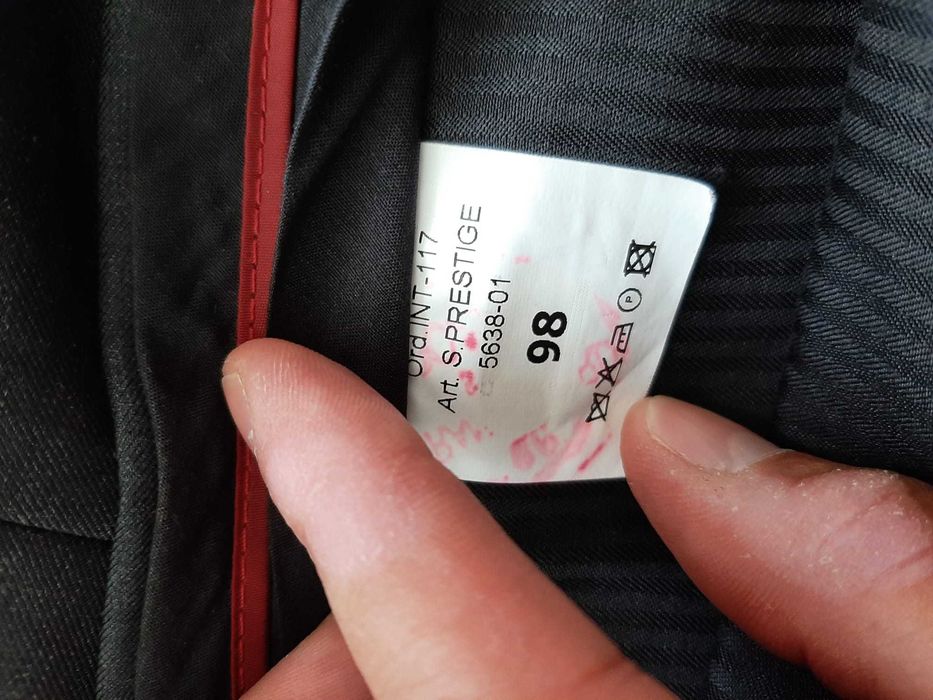 Ord.INT-117
Art. S.PRESTIGE
5638-01
98
P